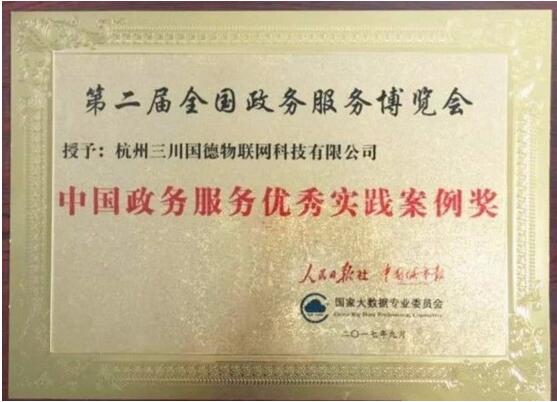 第二届全国政务服务博览会
授予：杭州三川国德物联网科技有限公司
中国政务服务优秀实践案例奖
人民日报社 中国城市报
国家大数据专业委员会
二〇一七年九月